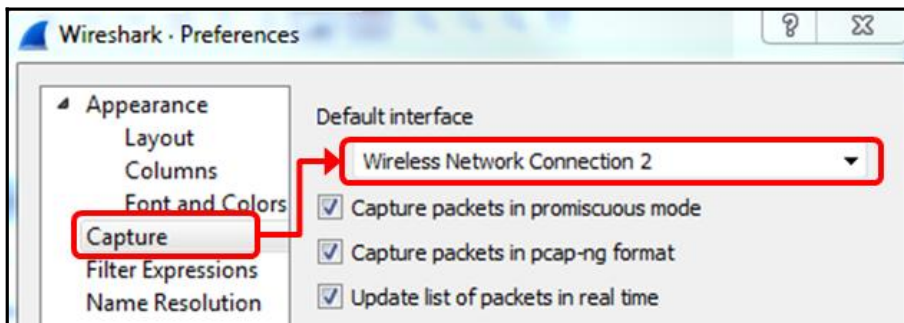 Wireshark · Preferences
Appearance
Layout
Columns
Font and Colors
Capture
Filter Expressions
Name Resolution
Default interface
Wireless Network Connection 2
Capture packets in promiscuous mode
Capture packets in pcap-ng format
Update list of packets in real time